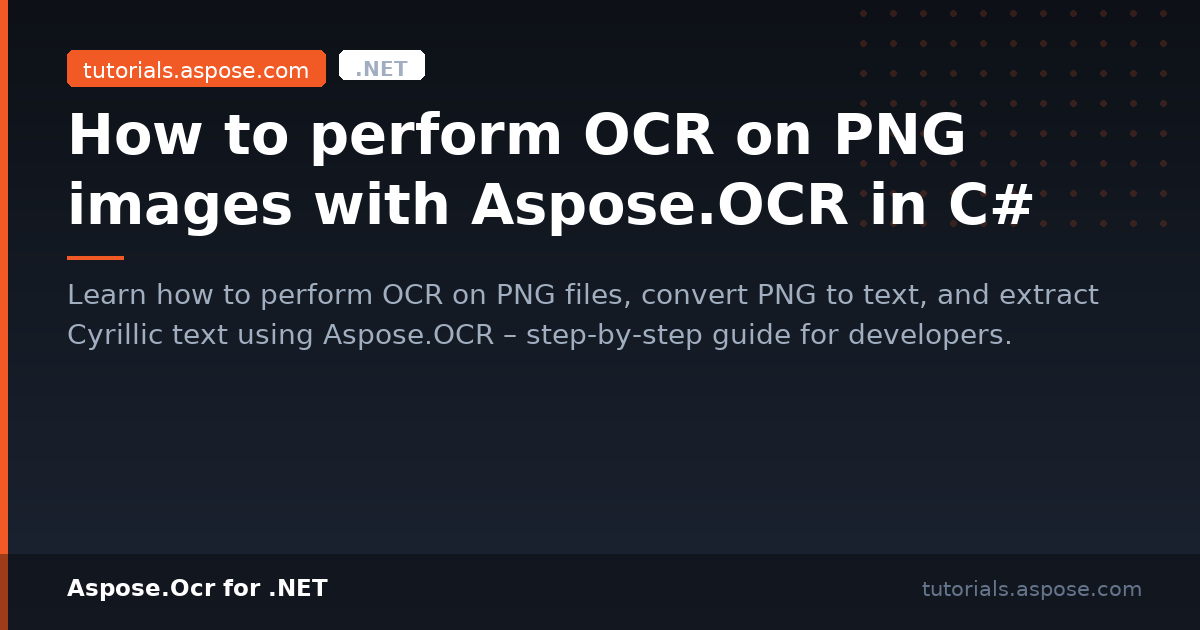 tutorials.aspose.com
.NET
How to perform OCR on PNG
images with Aspose.OCR in C#
Learn how to perform OCR on PNG files, convert PNG to text, and extract
Cyrillic text using Aspose.OCR – step-by-step guide for developers.
Aspose.Ocr for .NET
tutorials.aspose.com